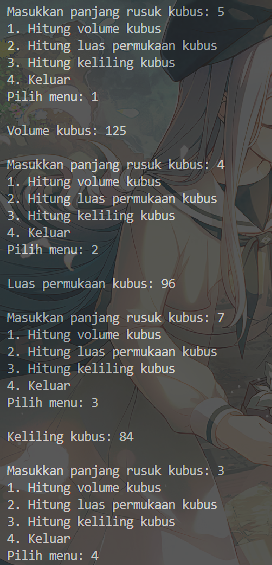 Masukkan panjang rusuk kubus: 5
1. Hitung volume kubus
2. Hitung luas permukaan kubus
3. Hitung keliling kubus
4. Keluar
Pilih menu: 1
Volume kubus: 125
Masukkan panjang rusuk kubus: 4
1. Hitung volume kubus
2. Hitung luas permukaan kubus
3. Hitung keliling kubus
4. Keluar
Pilih menu: 2
Luas permukaan kubus: 96
Masukkan panjang rusuk kubus: 7
1. Hitung volume kubus
2. Hitung luas permukaan kubus
3. Hitung keliling kubus
4. Keluar
Pilih menu: 3
Keliling kubus: 84
Masukkan panjang rusuk kubus: 3
1. Hitung volume kubus
2. Hitung luas permukaan kubus
3. Hitung keliling kubus
4. Keluar
Pilih menu: 4